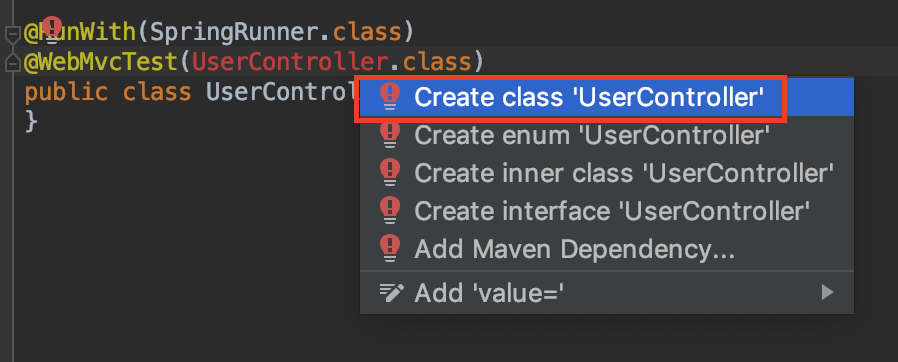 @RunWith(SpringRunner.class)
@WebMvcTest(UserController.class)
public class UserControl
}
Create class 'UserController'
Create enum 'UserController'
Create inner class 'UserController'
Create interface 'UserController'
Add Maven Dependency...
Add 'value='